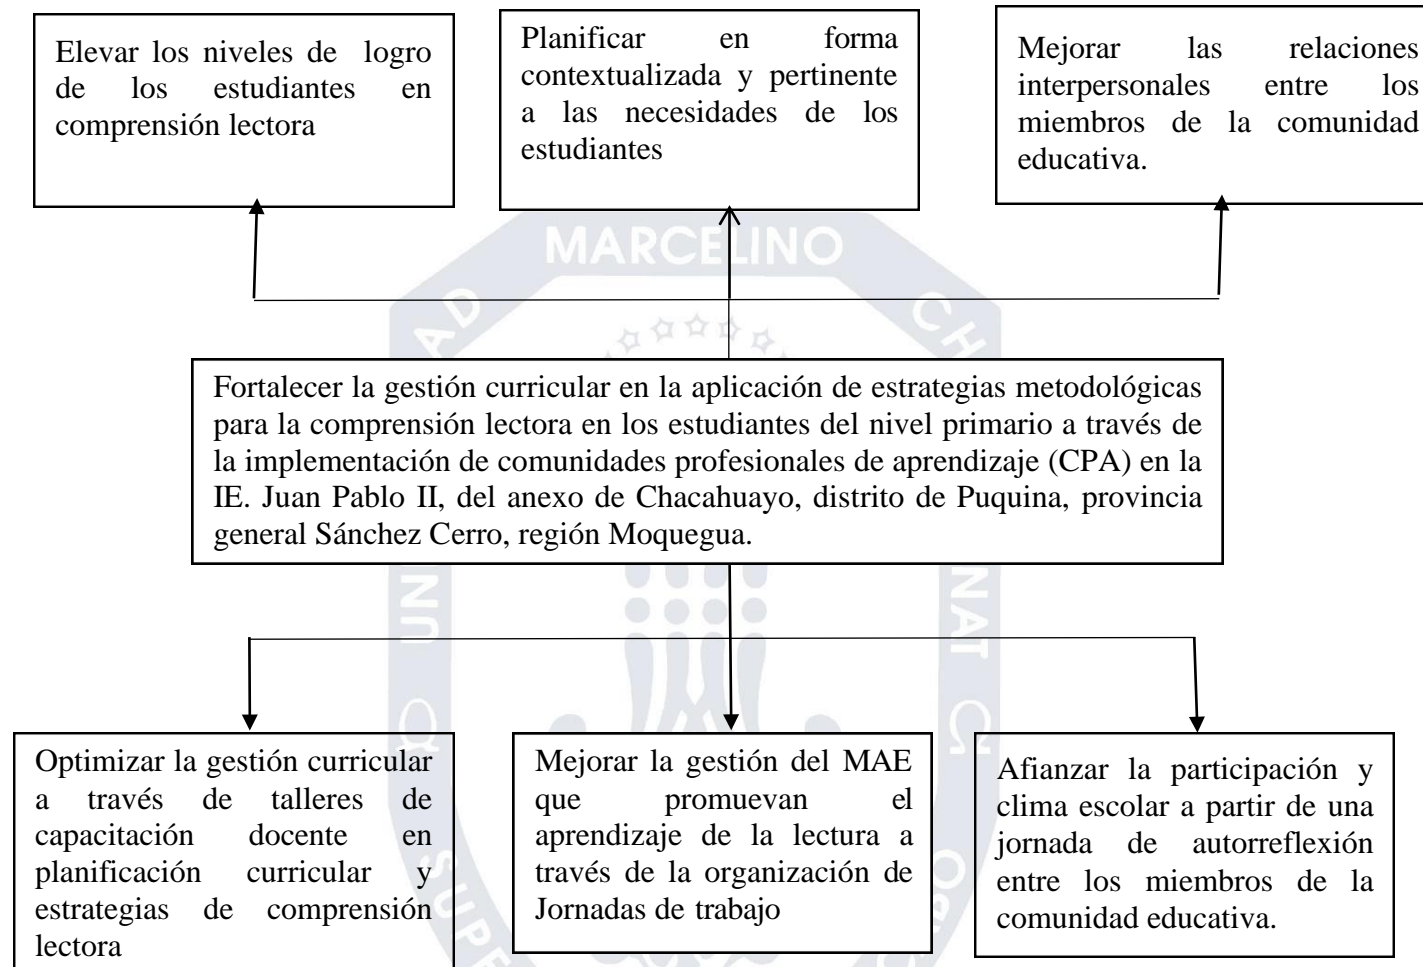 Elevar los niveles de logro
de los estudiantes en
comprensión lectora
Planificar en forma
contextualizada y pertinente
a las necesidades de los
estudiantes
Mejorar las relaciones
interpersonales entre los
miembros de la comunidad
educativa.
MARCELINO
Fortalecer la gestión curricular en la aplicación de estrategias metodológicas
para la comprensión lectora en los estudiantes del nivel primario a través de
la implementación de comunidades profesionales de aprendizaje (CPA) en la
IE. Juan Pablo II, del anexo de Chacahuayo, distrito de Puquina, provincia
general Sánchez Cerro, región Moquegua.
Optimizar la gestión curricular
a través de talleres de
capacitación docente en
planificación curricular y
estrategias de comprensión
lectora
Mejorar la gestión del MAE
que promuevan el
aprendizaje de la lectura a
través de la organización de
Jornadas de trabajo
Afianzar la participación y
clima escolar a partir de una
jornada de autorreflexión
entre los miembros de la
comunidad educativa.